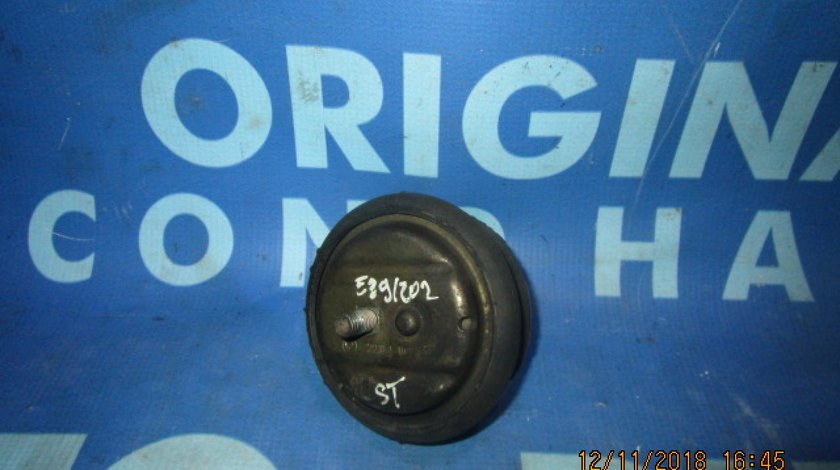 ORIGINA
COND HA
E39/202
ST
12/11/2018 16:45